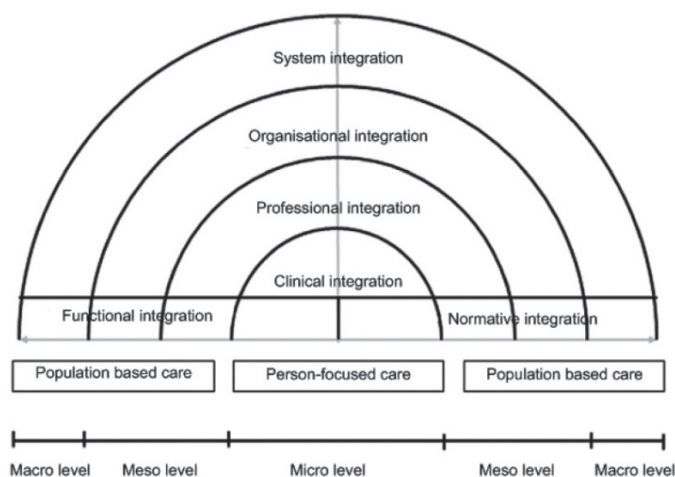 System integration
Organisational integration
Professional integration
Clinical integration
Functional integration
Normative integration
Population based care
Person-focused care
Population based care
Macro level
Meso level
Micro level
Meso level
Macro level